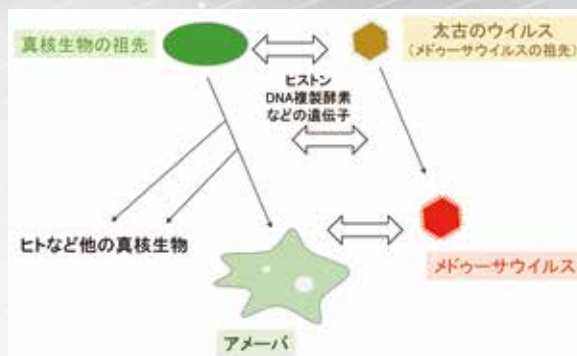 真核生物の祖先
太古のウイルス
(メドゥーサウイルスの祖先)
ヒストン
DNA複製酵素
などの遺伝子
ヒトなど他の真核生物
メドゥーサウイルス
アメーバ